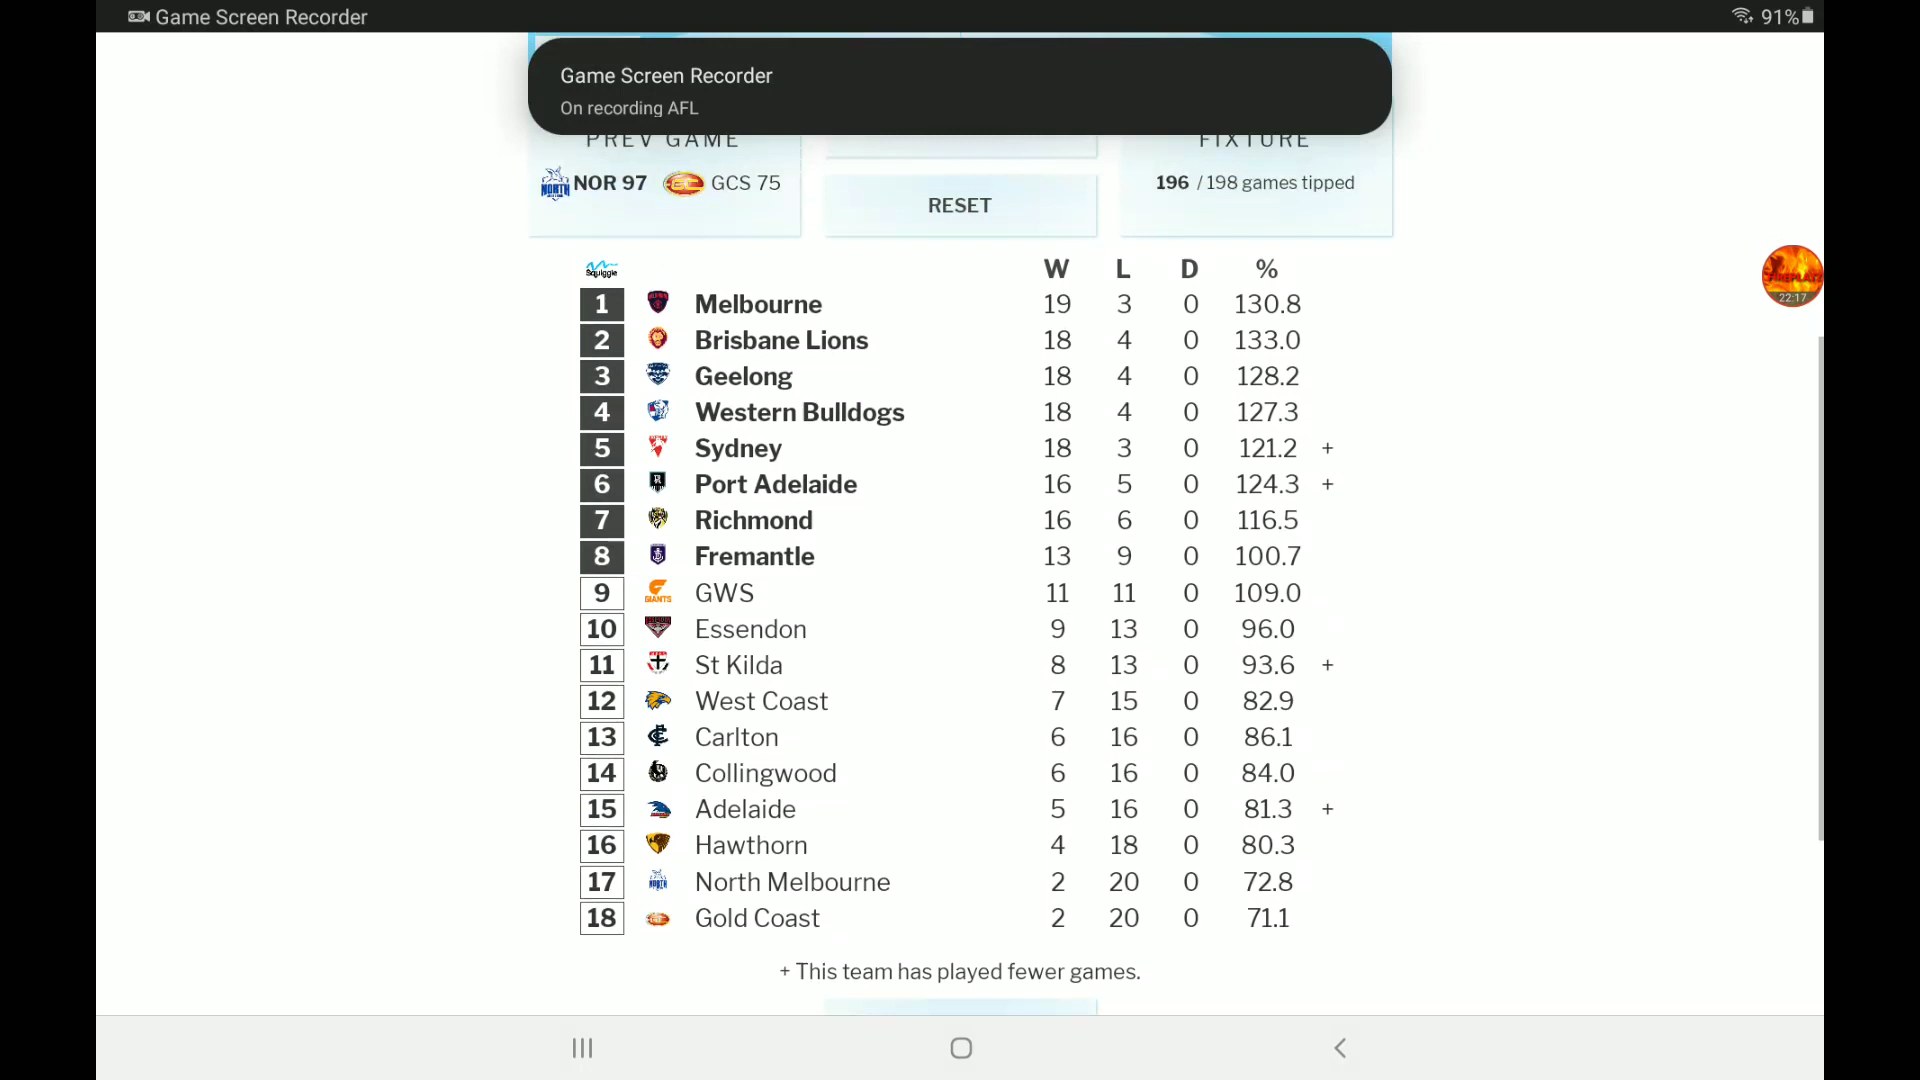 Game Screen Recorder
91%
Game Screen Recorder
On recording AFL
PREV GAME
FIXTURE
NOR 97 GCS 75
196 / 198 games tipped
RESET
22:17
Squiggle W L D %
1 Melbourne 19 3 0 130.8
2 Brisbane Lions 18 4 0 133.0
3 Geelong 18 4 0 128.2
4 Western Bulldogs 18 4 0 127.3
5 Sydney 18 3 0 121.2 +
6 Port Adelaide 16 5 0 124.3 +
7 Richmond 16 6 0 116.5
8 Fremantle 13 9 0 100.7
9 GWS 11 11 0 109.0
10 Essendon 9 13 0 96.0
11 St Kilda 8 13 0 93.6 +
12 West Coast 7 15 0 82.9
13 Carlton 6 16 0 86.1
14 Collingwood 6 16 0 84.0
15 Adelaide 5 16 0 81.3 +
16 Hawthorn 4 18 0 80.3
17 North Melbourne 2 20 0 72.8
18 Gold Coast 2 20 0 71.1
+ This team has played fewer games.